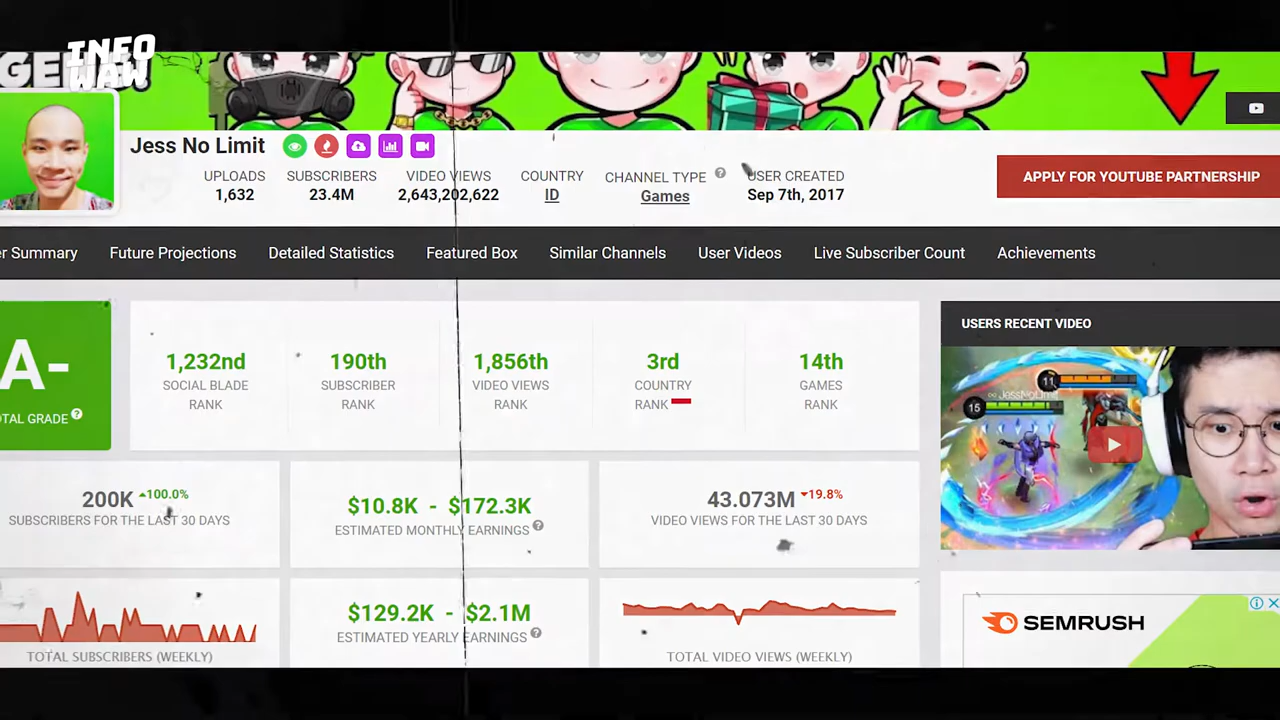 INFO
WAW
GE
Jess No Limit
UPLOADS
1,632
SUBSCRIBERS
23.4M
VIDEO VIEWS
2,643,202,622
COUNTRY
ID
CHANNEL TYPE
Games
USER CREATED
Sep 7th, 2017
APPLY FOR YOUTUBE PARTNERSHIP
er Summary
Future Projections
Detailed Statistics
Featured Box
Similar Channels
User Videos
Live Subscriber Count
Achievements
A-
OTAL GRADE
1,232nd
SOCIAL BLADE
RANK
190th
SUBSCRIBER
RANK
1,856th
VIDEO VIEWS
RANK
3rd
COUNTRY
RANK
14th
GAMES
RANK
USERS RECENT VIDEO
11
15
JessNoLimit
200K 100.0%
SUBSCRIBERS FOR THE LAST 30 DAYS
$10.8K - $172.3K
ESTIMATED MONTHLY EARNINGS
43.073M 19.8%
VIDEO VIEWS FOR THE LAST 30 DAYS
TOTAL SUBSCRIBERS (WEEKLY)
$129.2K - $2.1M
ESTIMATED YEARLY EARNINGS
TOTAL VIDEO VIEWS (WEEKLY)
SEMRUSH